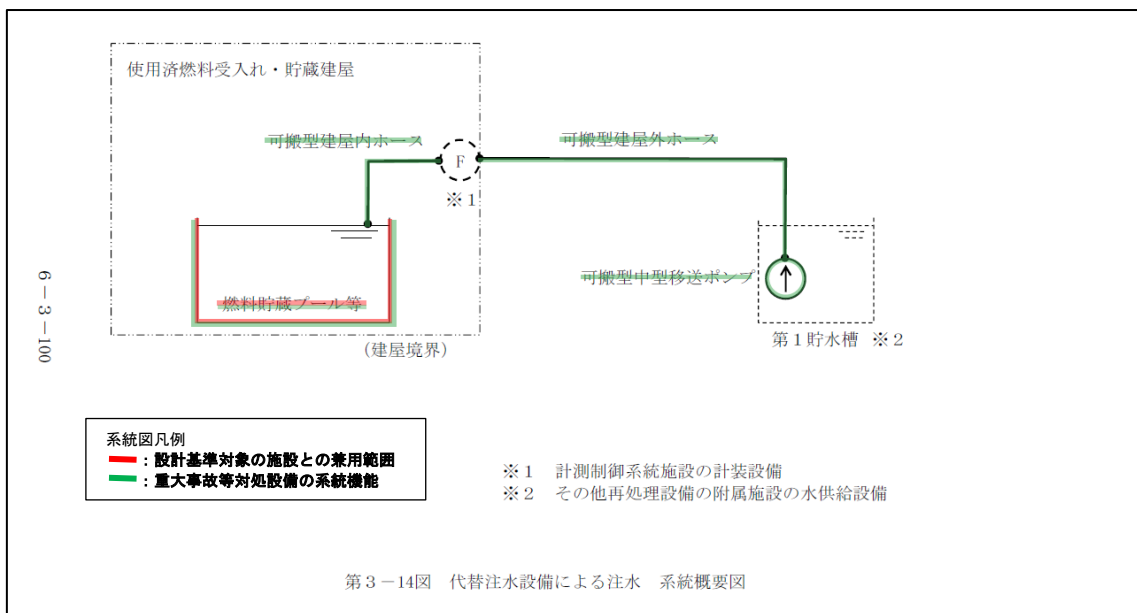 使用済燃料受入れ・貯蔵建屋
可搬型建屋内ホース
可搬型建屋外ホース
F
※1
可搬型中型移送ポンプ
燃料貯蔵プール等
(建屋境界)
第1貯水槽 ※2
6-3-100
系統図凡例
:設計基準対象の施設との兼用範囲
:重大事故等対処設備の系統機能
※1 計測制御系統施設の計装設備
※2 その他再処理設備の附属施設の水供給設備
第3-14図 代替注水設備による注水 系統概要図